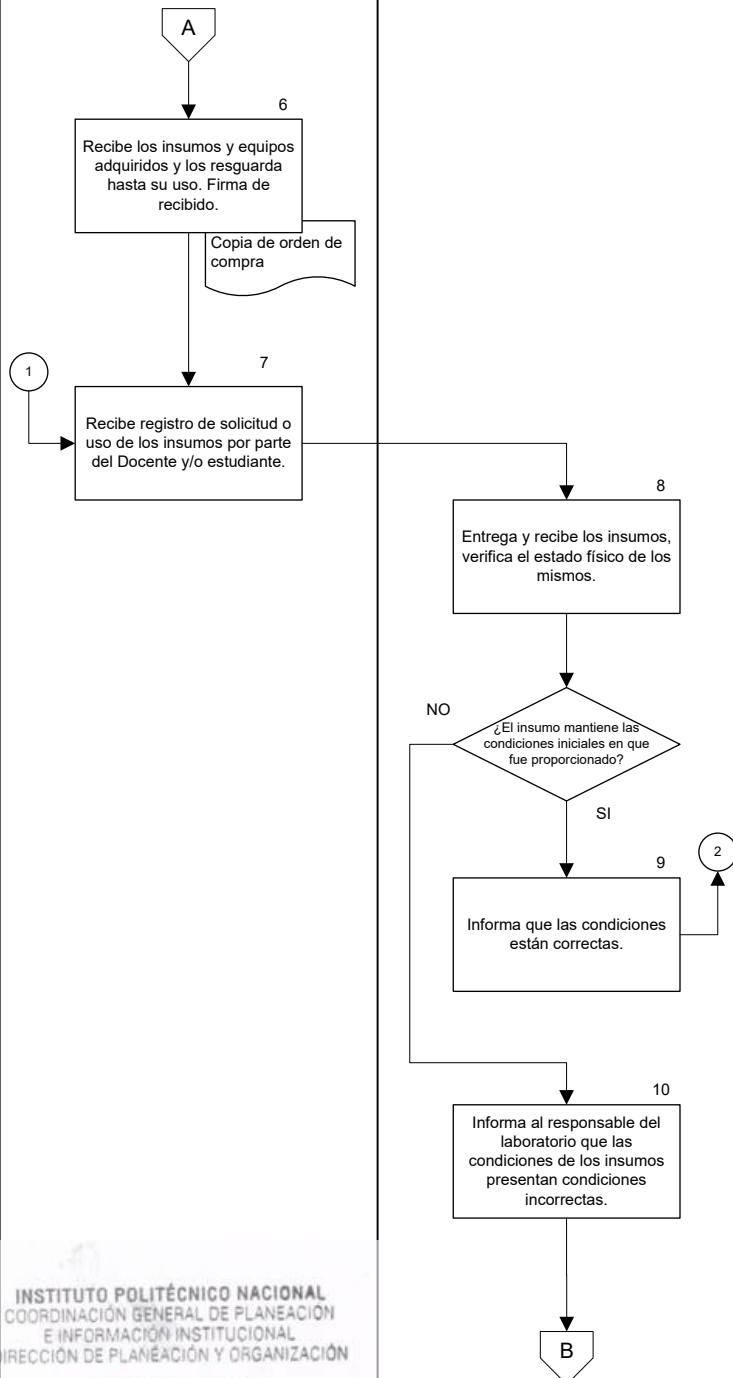 A
6
Recibe los insumos y equipos
adquiridos y los resguarda
hasta su uso. Firma de
recibido.
Copia de orden de
compra
7
1
Recibe registro de solicitud o
uso de los insumos por parte
del Docente y/o estudiante.
8
Entrega y recibe los insumos,
verifica el estado físico de los
mismos.
NO
¿El insumo mantiene las
condiciones iniciales en que
fue proporcionado?
SI
2
9
Informa que las condiciones
están correctas.
10
Informa al responsable del
laboratorio que las
condiciones de los insumos
presentan condiciones
incorrectas.
B
INSTITUTO POLITÉCNICO NACIONAL
COORDINACIÓN GENERAL DE PLANEACIÓN
E INFORMACIÓN INSTITUCIONAL
DIRECCIÓN DE PLANEACIÓN Y ORGANIZACIÓN